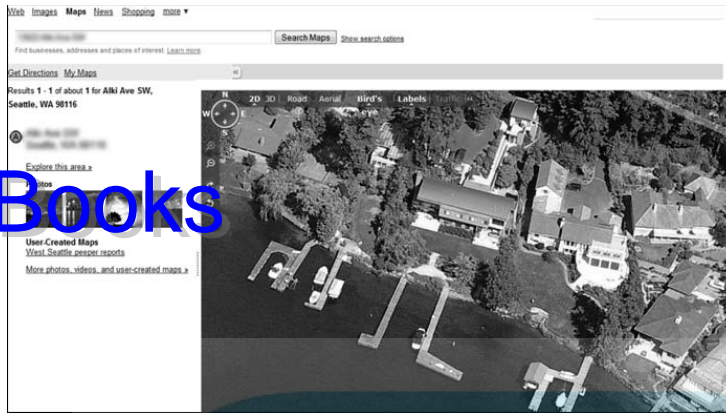 Web Images Maps News Shopping more ▼
Search Maps Show search options
Find businesses, addresses and places of interest. Learn more.
Get Directions My Maps
Results 1 - 1 of about 1 for Alki Ave SW,
Seattle, WA 98116
N
2D 3D Road Aerial Bird's eye Labels Traffic
W E
S
A
Explore this area »
Photos
Books
User-Created Maps
West Seattle peeper reports
More photos, videos, and user-created maps »